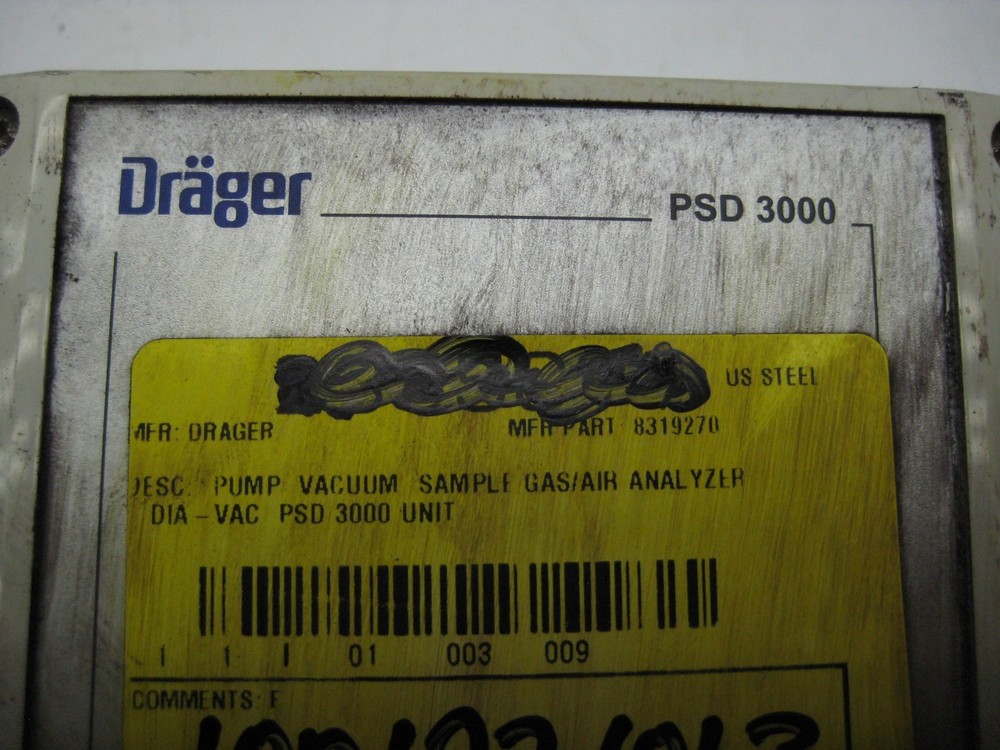 Dräger PSD 3000
US STEEL
MFR: DRAGER MFR PART 8319270
DESC: PUMP VACUUM SAMPLE GAS/AIR ANALYZER
DIA-VAC PSD 3000 UNIT
1 1 1 01 003 009
COMMENTS: F